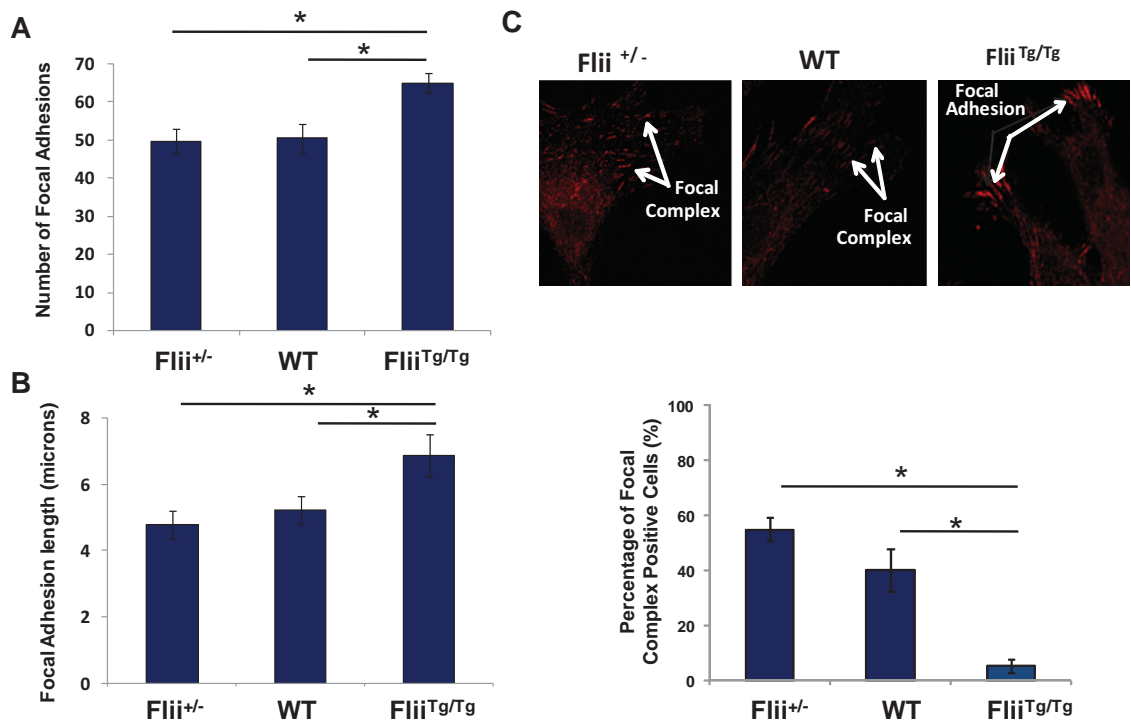 A
*
*
Number of Focal Adhesions
70
60
50
40
30
20
10
0
Flii+/-
WT
FliiTg/Tg
B
*
*
Focal Adhesion length (microns)
8
6
4
2
0
Flii+/-
WT
FliiTg/Tg
C
Flii +/-
WT
Flii Tg/Tg
Focal
Complex
Focal
Complex
Focal
Adhesion
Percentage of Focal
Complex Positive Cells (%)
100
80
60
40
20
0
*
*
Flii+/-
WT
FliiTg/Tg